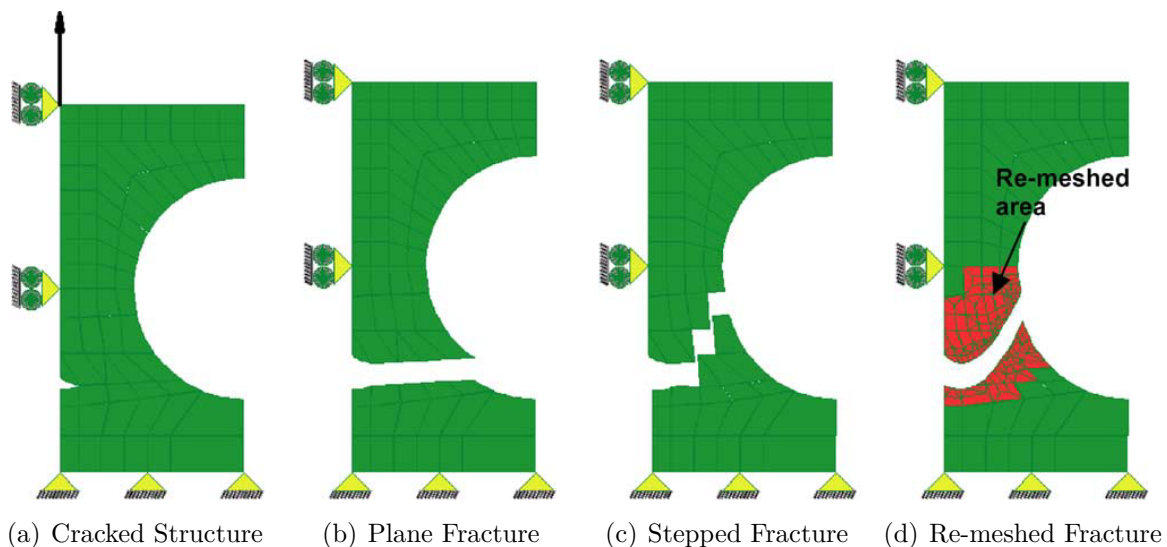 Re-meshed
area
(a) Cracked Structure
(b) Plane Fracture
(c) Stepped Fracture
(d) Re-meshed Fracture